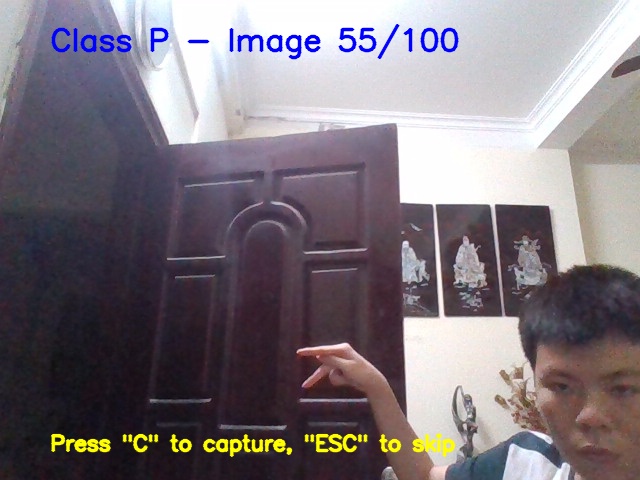 Class P - Image 55/100
Press "C" to capture, "ESC" to skip